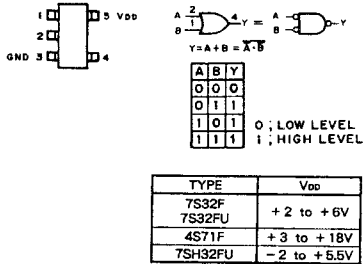 1 5 VDD
2
GND 3 4
A 2 1 B 4 Y = A B Y
Y=A+B=A·B
A B Y
0 0 0
0 1 1
1 0 1
1 1 1
0 ; LOW LEVEL
1 ; HIGH LEVEL
TYPE VDD
7S32F
7S32FU
+2 to +6V
4S71F +3 to +18V
7SH32FU -2 to +5.5V